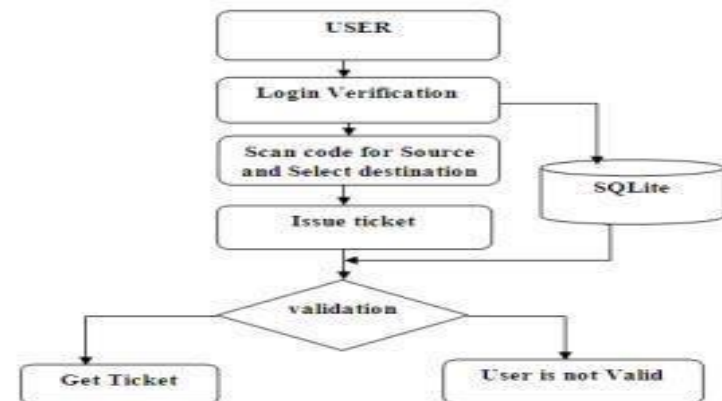 USER
Login Verification
Scan code for Source
and Select destination
SQLite
Issue ticket
validation
Get Ticket
User is not Valid